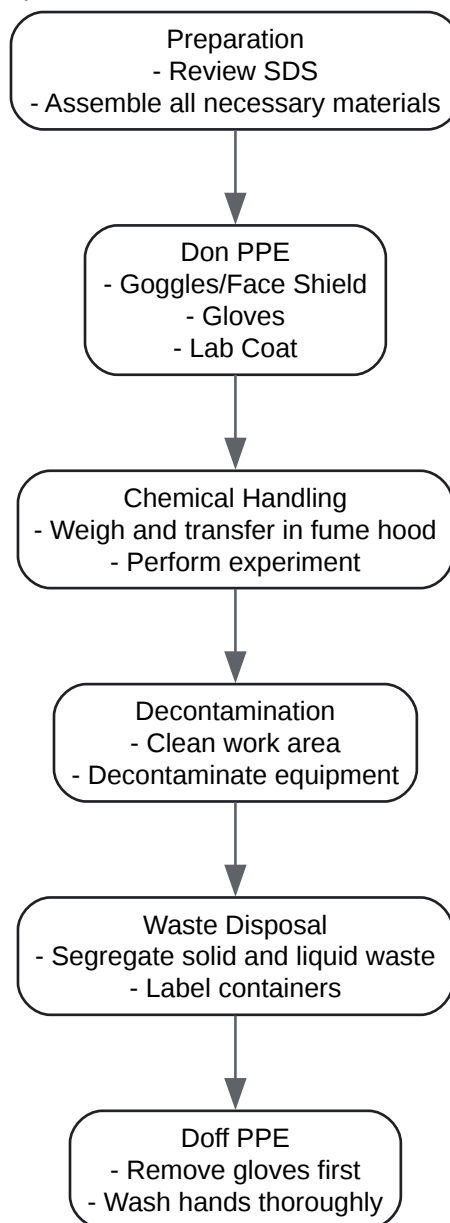 Preparation
- Review SDS
- Assemble all necessary materials
Don PPE
- Goggles/Face Shield
- Gloves
- Lab Coat
Chemical Handling
- Weigh and transfer in fume hood
- Perform experiment
Decontamination
- Clean work area
- Decontaminate equipment
Waste Disposal
- Segregate solid and liquid waste
- Label containers
Doff PPE
- Remove gloves first
- Wash hands thoroughly